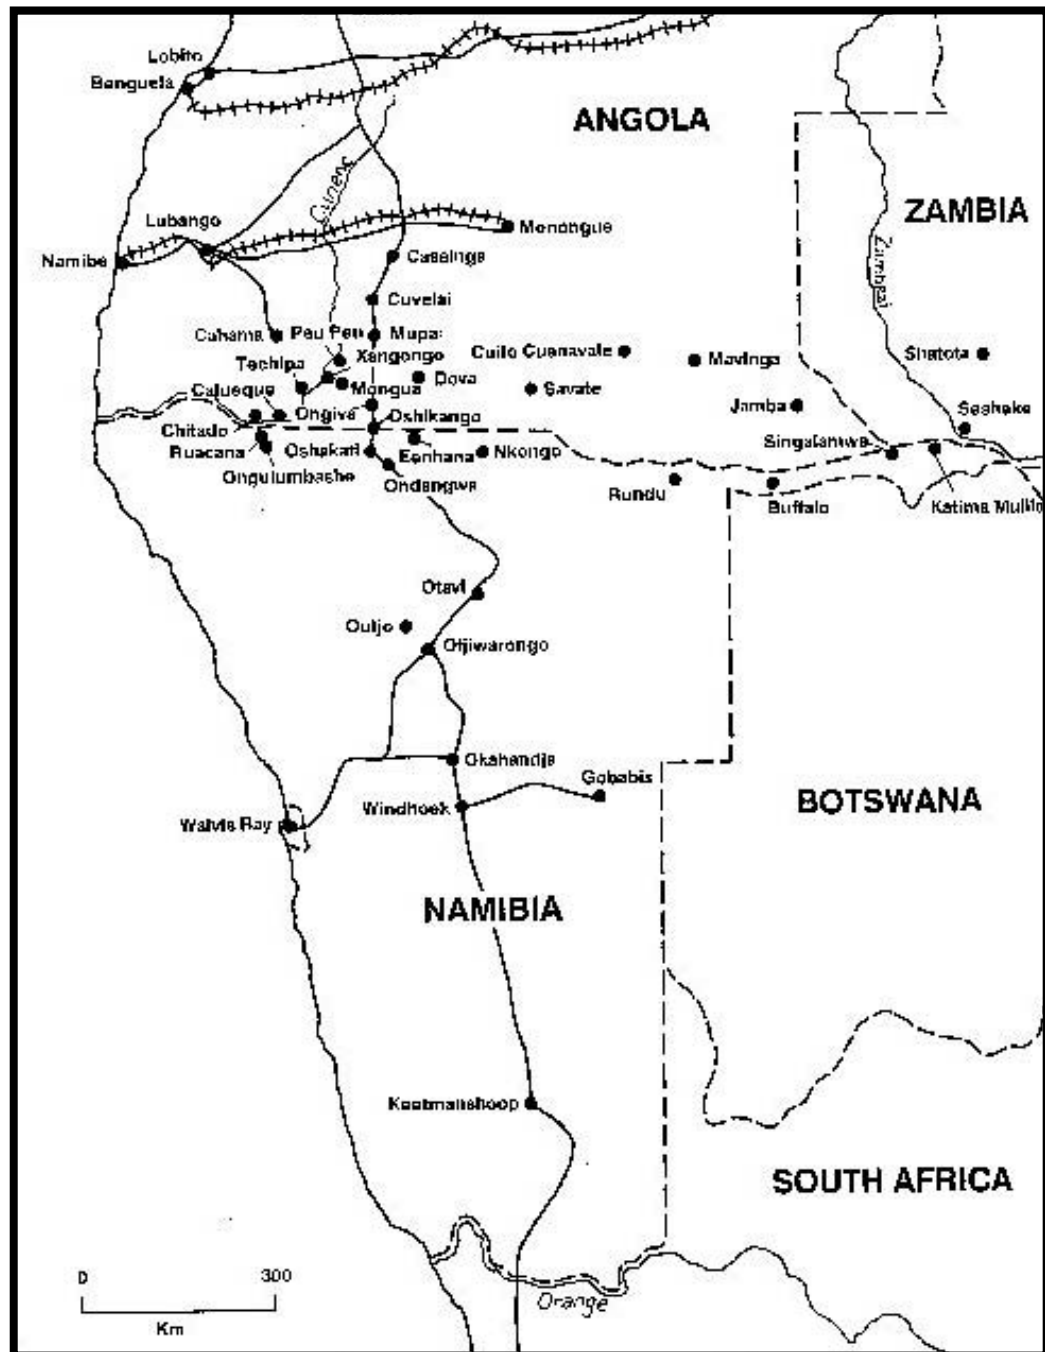 Lobito
Banguela
ANGOLA
Cunene
ZAMBIA
Lubango
Menongue
Namibe
Cassinga
Zambezi
Cuvelai
Cahama
Peu Peu
Mupa
Cuito Cuanavale
Mavinga
Shatota
Techipa
Xangongo
Calueque
Mongua
Dova
Savate
Jamba
Ongiva
Oshikango
Sesheke
Chitado
Singalamwe
Ruacana
Oshakati
Eenhana
Nkongo
Ongulumbashe
Ondangwa
Rundu
Buffalo
Katima Mulilo
Otavi
Outjo
Otjiwarongo
Okahandja
Gobabis
Windhoek
BOTSWANA
Walvis Bay
NAMIBIA
Keetmanshoop
SOUTH AFRICA
0 300
Km
Orange